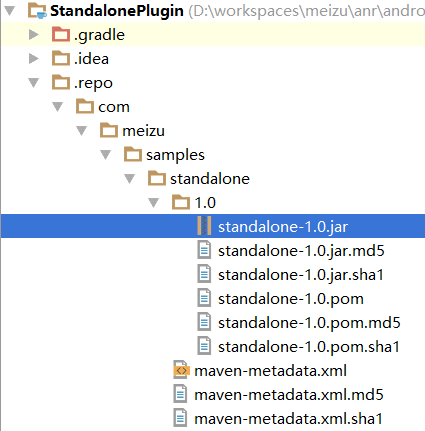 StandalonePlugin (D:\workspaces\meizu\anr\andro
.gradle
.idea
.repo
com
meizu
samples
standalone
1.0
standalone-1.0.jar
standalone-1.0.jar.md5
standalone-1.0.jar.sha1
standalone-1.0.pom
standalone-1.0.pom.md5
standalone-1.0.pom.sha1
maven-metadata.xml
maven-metadata.xml.md5
maven-metadata.xml.sha1